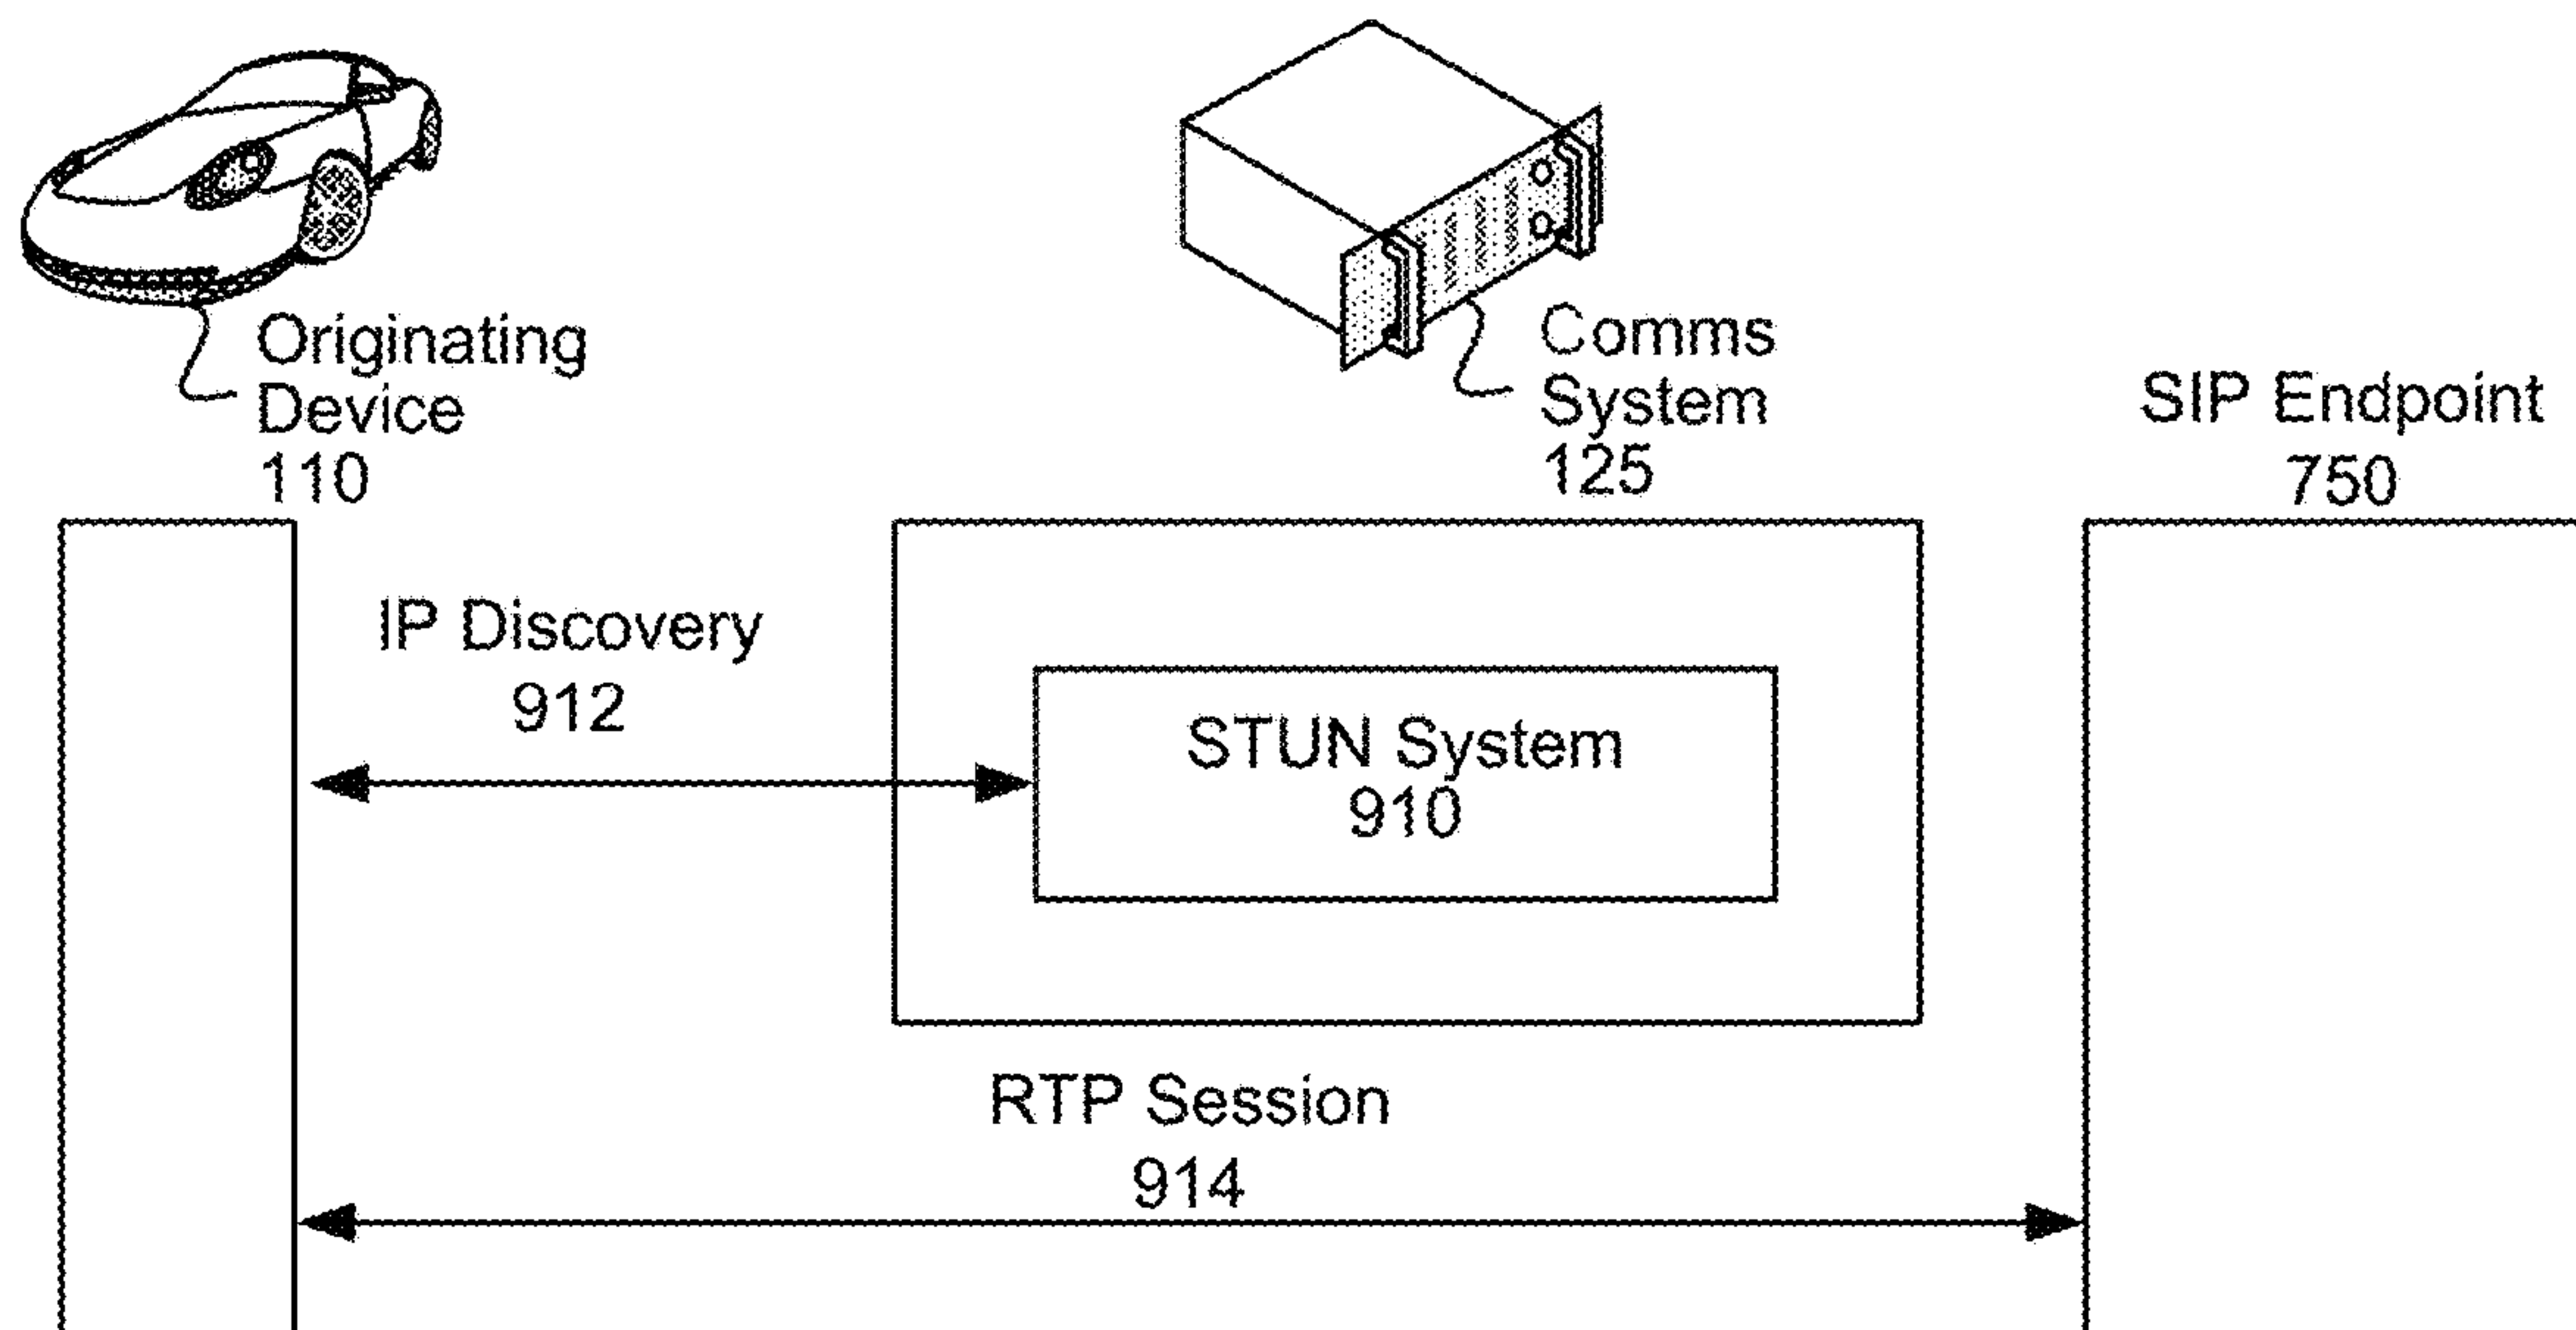 Originating
Device
110
Comms
System
125
SIP Endpoint
750
IP Discovery
912
STUN System
910
RTP Session
914